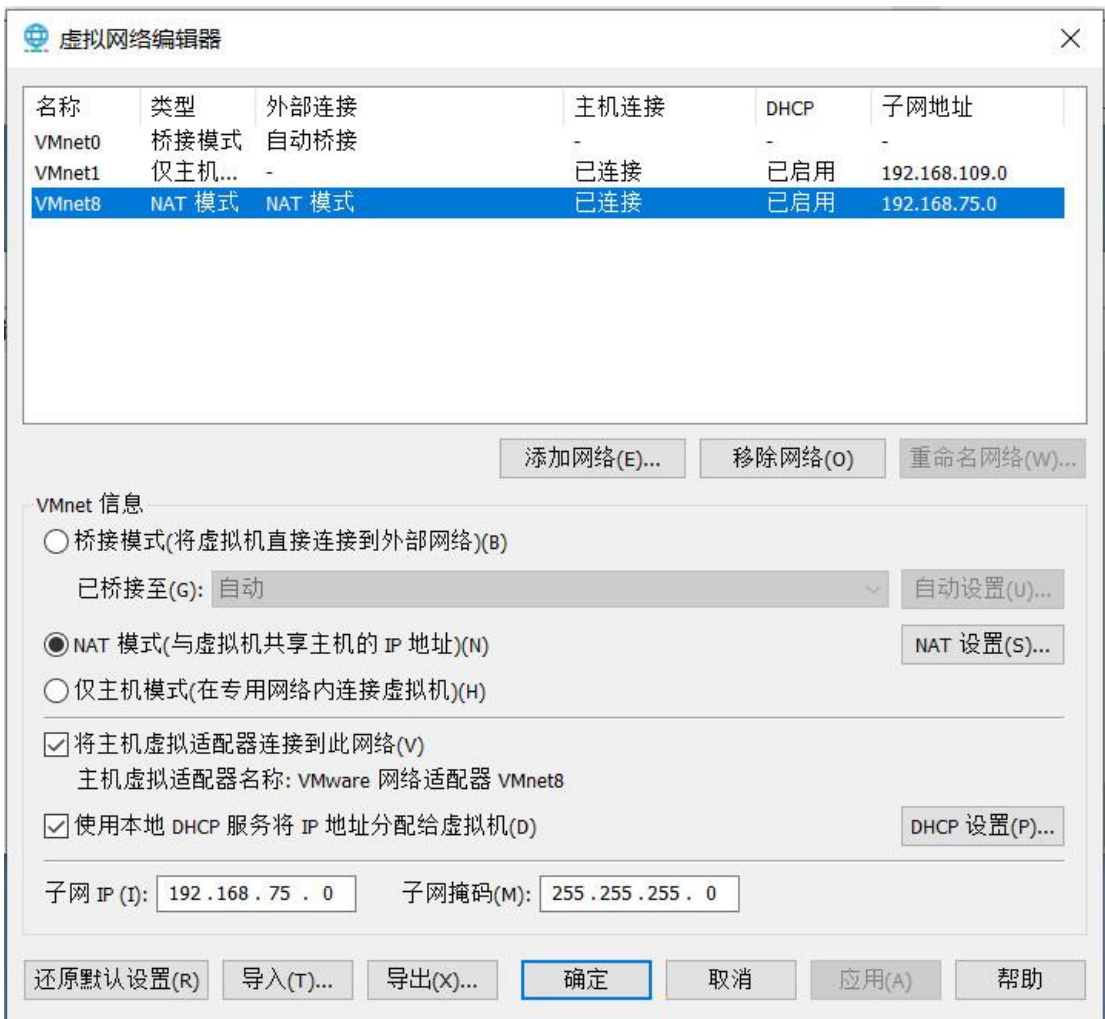 虚拟网络编辑器
名称 类型 外部连接 主机连接 DHCP 子网地址
VMnet0 桥接模式 自动桥接 - - -
VMnet1 仅主机... - 已连接 已启用 192.168.109.0
VMnet8 NAT 模式 NAT 模式 已连接 已启用 192.168.75.0
添加网络(E)... 移除网络(O) 重命名网络(W)...
VMnet 信息
桥接模式(将虚拟机直接连接到外部网络)(B)
已桥接至(G): 自动 自动设置(U)...
NAT 模式(与虚拟机共享主机的 IP 地址)(N) NAT 设置(S)...
仅主机模式(在专用网络内连接虚拟机)(H)
将主机虚拟适配器连接到此网络(V)
主机虚拟适配器名称: VMware 网络适配器 VMnet8
使用本地 DHCP 服务将 IP 地址分配给虚拟机(D) DHCP 设置(P)...
子网 IP (I): 192 .168 . 75 . 0 子网掩码(M): 255 .255 .255 . 0
还原默认设置(R) 导入(T)... 导出(X)... 确定 取消 应用(A) 帮助